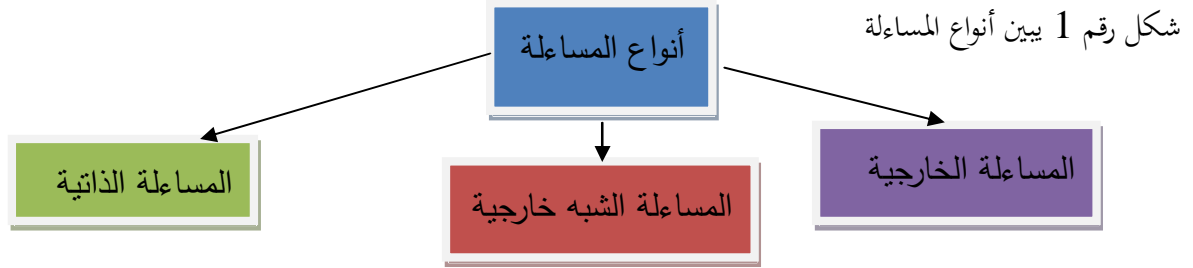 شكل رقم 1 يبين أنواع المساءلة
أنواع المساءلة
المساءلة الخارجية
المساءلة الشبه خارجية
المساءلة الذاتية